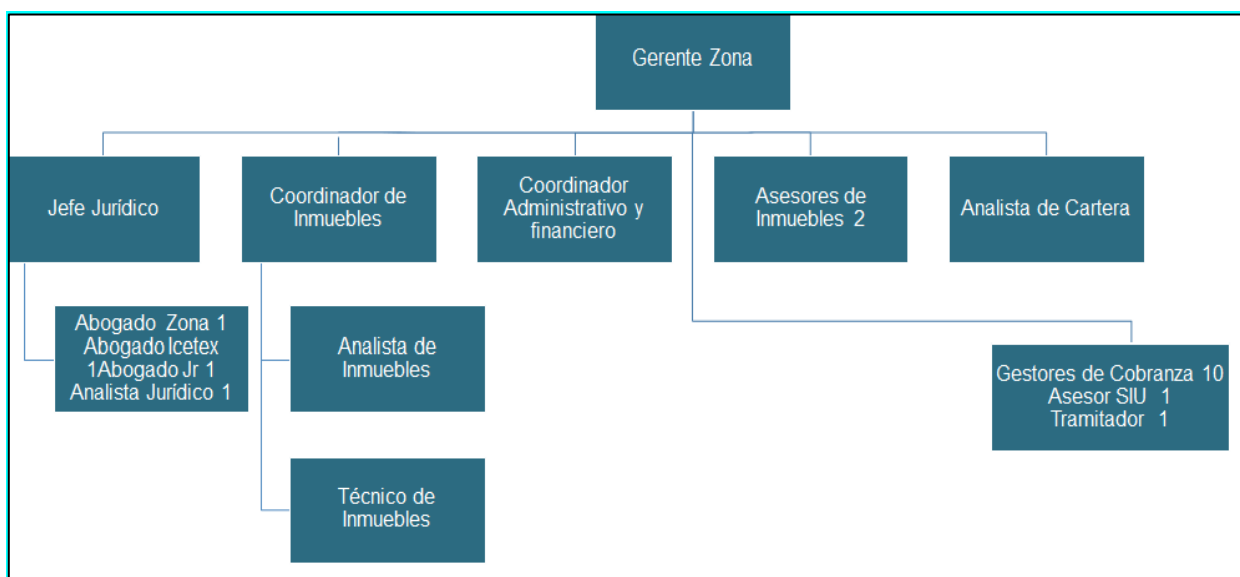 Gerente Zona
Jefe Jurídico
Coordinador de
Inmuebles
Coordinador
Administrativo y
financiero
Asesores de
Inmuebles 2
Analista de Cartera
Abogado Zona 1
Abogado Icetex
1Abogado Jr 1
Analista Jurídico 1
Analista de
Inmuebles
Gestores de Cobranza 10
Asesor SIU 1
Tramitador 1
Técnico de
Inmuebles